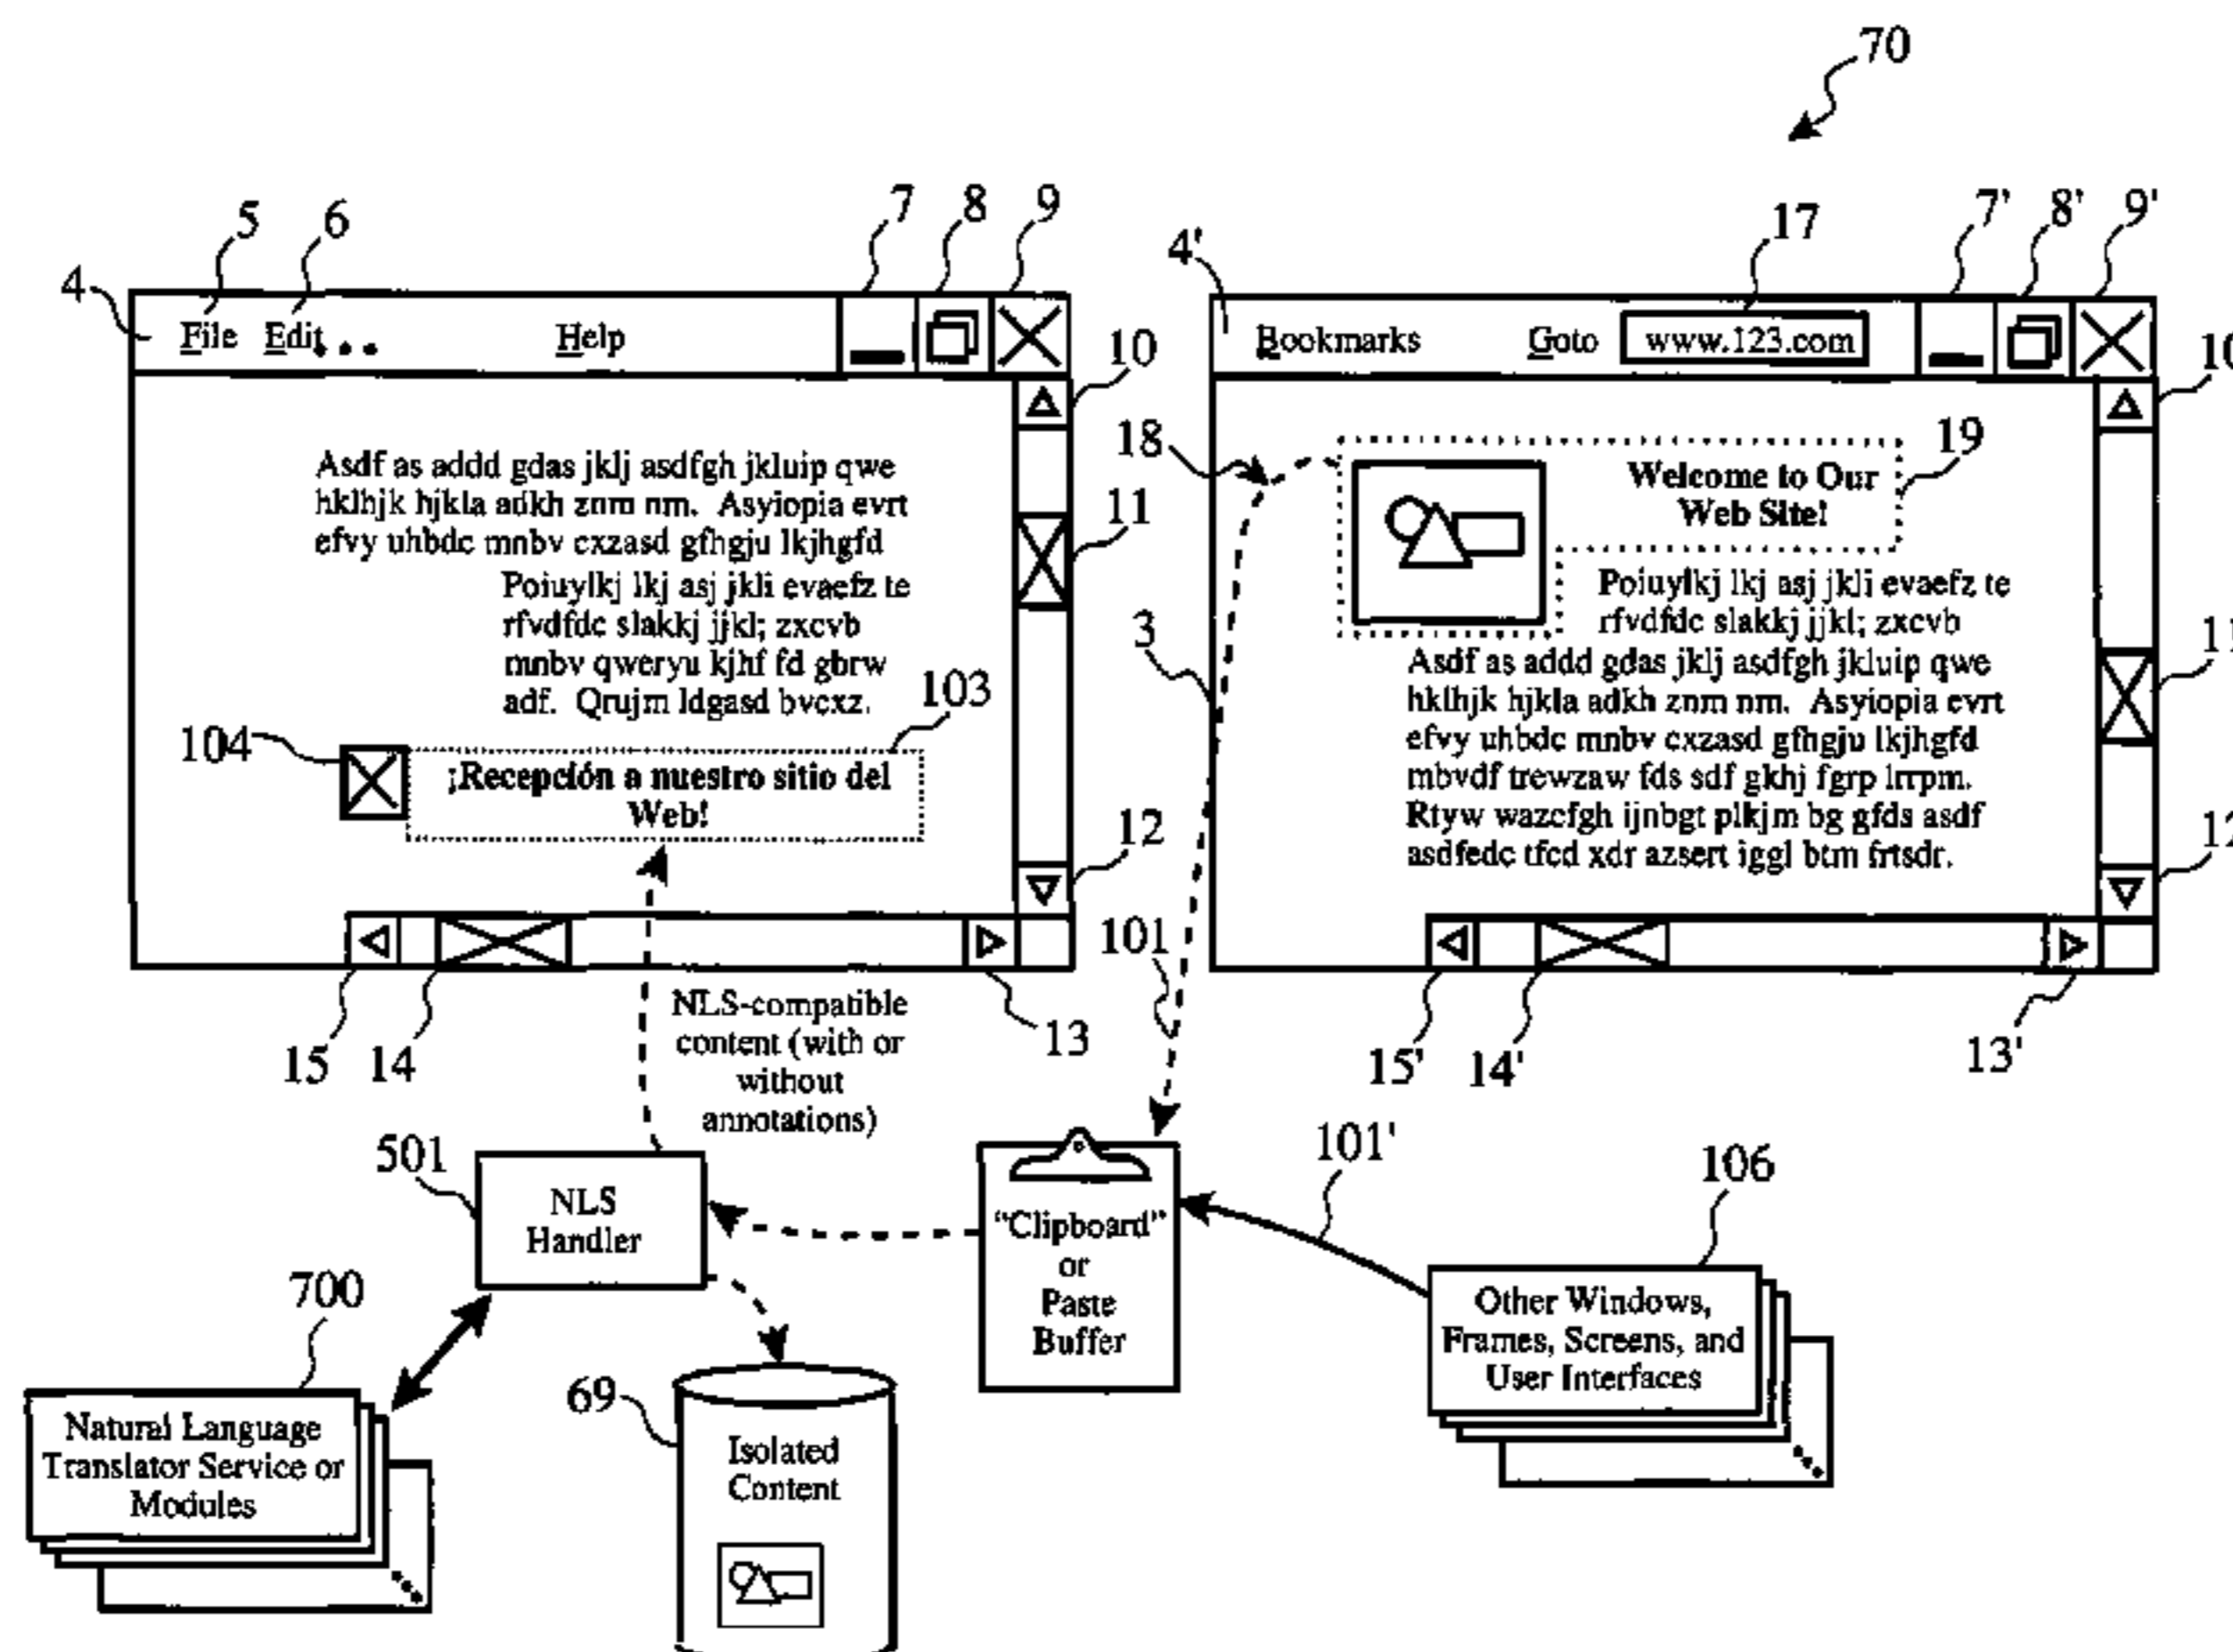 70
5
6
7
8
9
4
File Edit... Help
10
Asdf as addd gdas jklj asdfgh jkluip qwe
hklhjk hjkla adkh znm nm. Asyiopia evrt
efvy uhbdc mnbv cxzasd gfhgju lkjhgfd
Poiuylkj lkj asj jkli evaefz te
rfvdfdc slakkj jjkl; zxcvb
mnbv qweryu kjhf fd gbrw
adf. Qrujm ldgasd bvcxz.
11
103
104
¡Recepción a nuestro sitio del
Web!
12
15
14
13
4'
17
7'
8'
9'
Bookmarks Goto www.123.com
10
18
19
Welcome to Our
Web Site!
Poiuylkj lkj asj jkli evaefz te
rfvdfdc slakkj jjkl; zxcvb
Asdf as addd gdas jklj asdfgh jkluip qwe
hklhjk hjkla adkh znm nm. Asyiopia evrt
efvy uhbdc mnbv cxzasd gfhgju lkjhgfd
mbvdf trewzaw fds sdf gkhj fgrp lrrpm.
Rtyw wazcfgh ijnbgt plkjm bg gfds asdf
asdfedc tfcd xdr azsert iggl btm frtsdr.
3
11
12
101
15'
14'
13'
NLS-compatible
content (with or
without
annotations)
501
NLS
Handler
"Clipboard"
or
Paste
Buffer
101'
106
Other Windows,
Frames, Screens, and
User Interfaces
700
Natural Language
Translator Service or
Modules
69
Isolated
Content